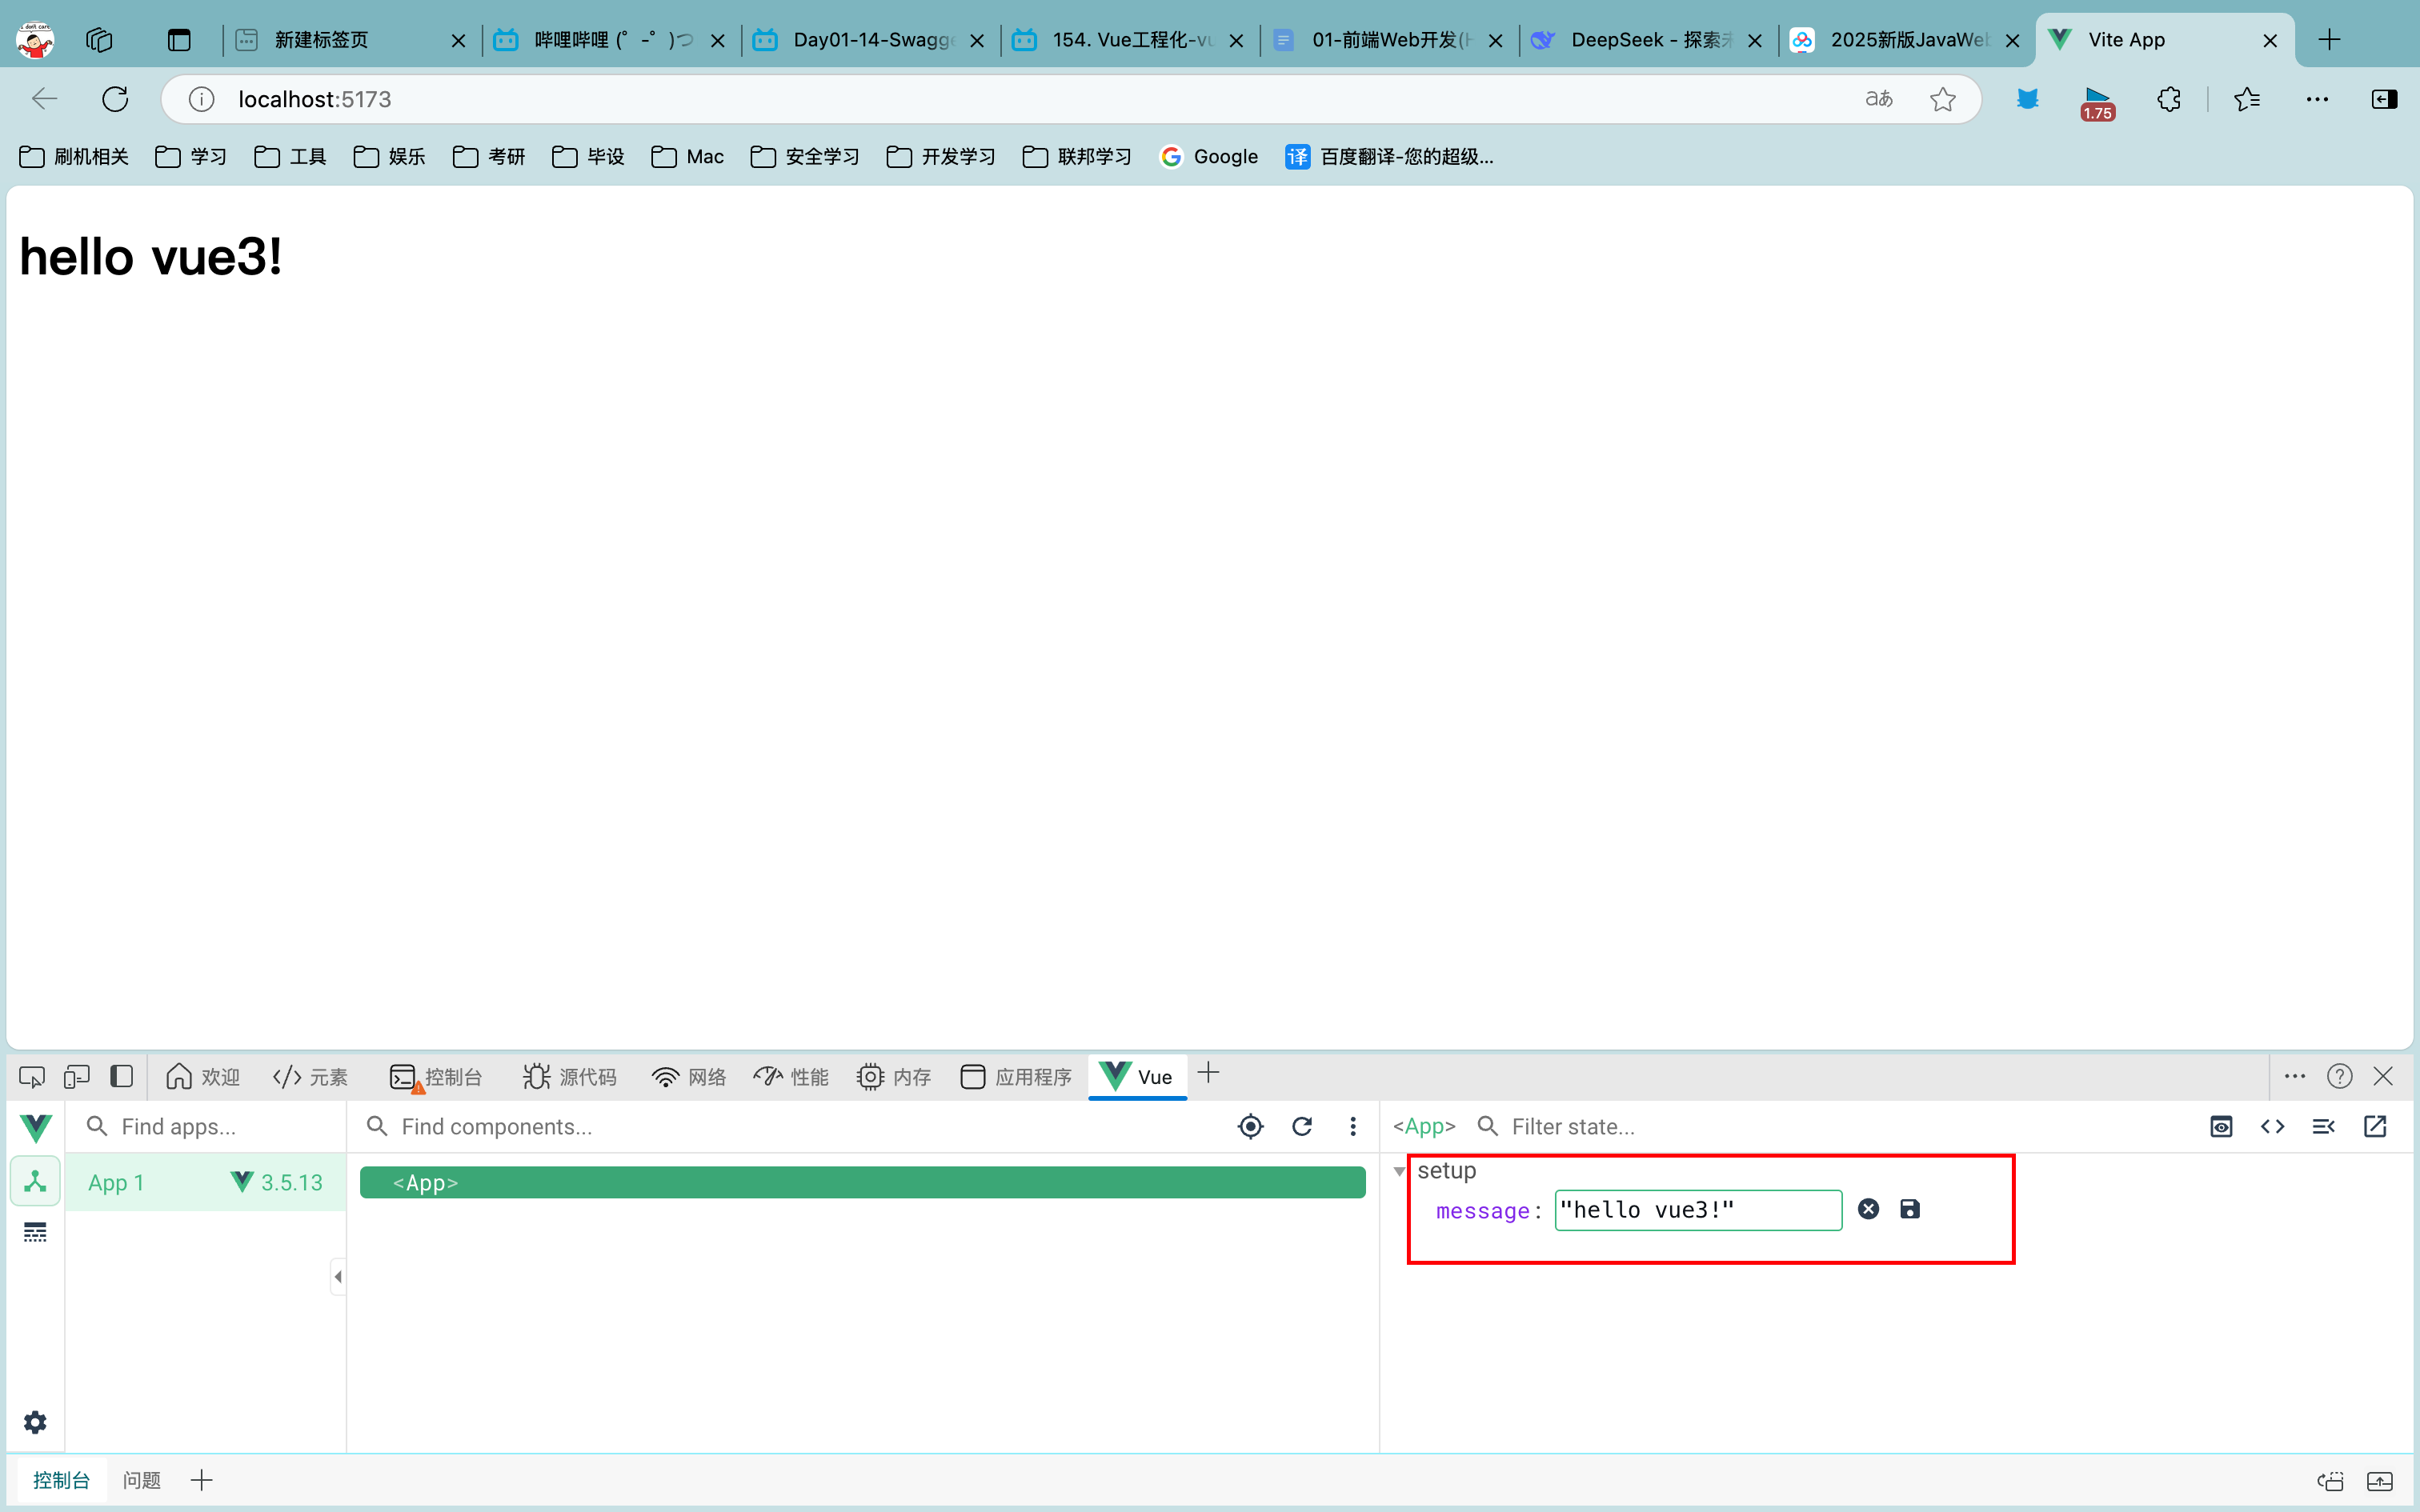 新建标签页
哔哩哔哩 (゜-゜)つ
Day01-14-Swagge
154. Vue工程化-vu
01-前端Web开发(H
DeepSeek - 探索未
2025新版JavaWeb
Vite App
localhost:5173
aあ
1.75
刷机相关
学习
工具
娱乐
考研
毕设
Mac
安全学习
开发学习
联邦学习
Google
译 百度翻译-您的超级...
hello vue3!
欢迎
元素
控制台
源代码
网络
性能
内存
应用程序
Vue
Find apps...
Find components...
<App>
Filter state...
App 1
3.5.13
<App>
setup
message: "hello vue3!"
控制台
问题